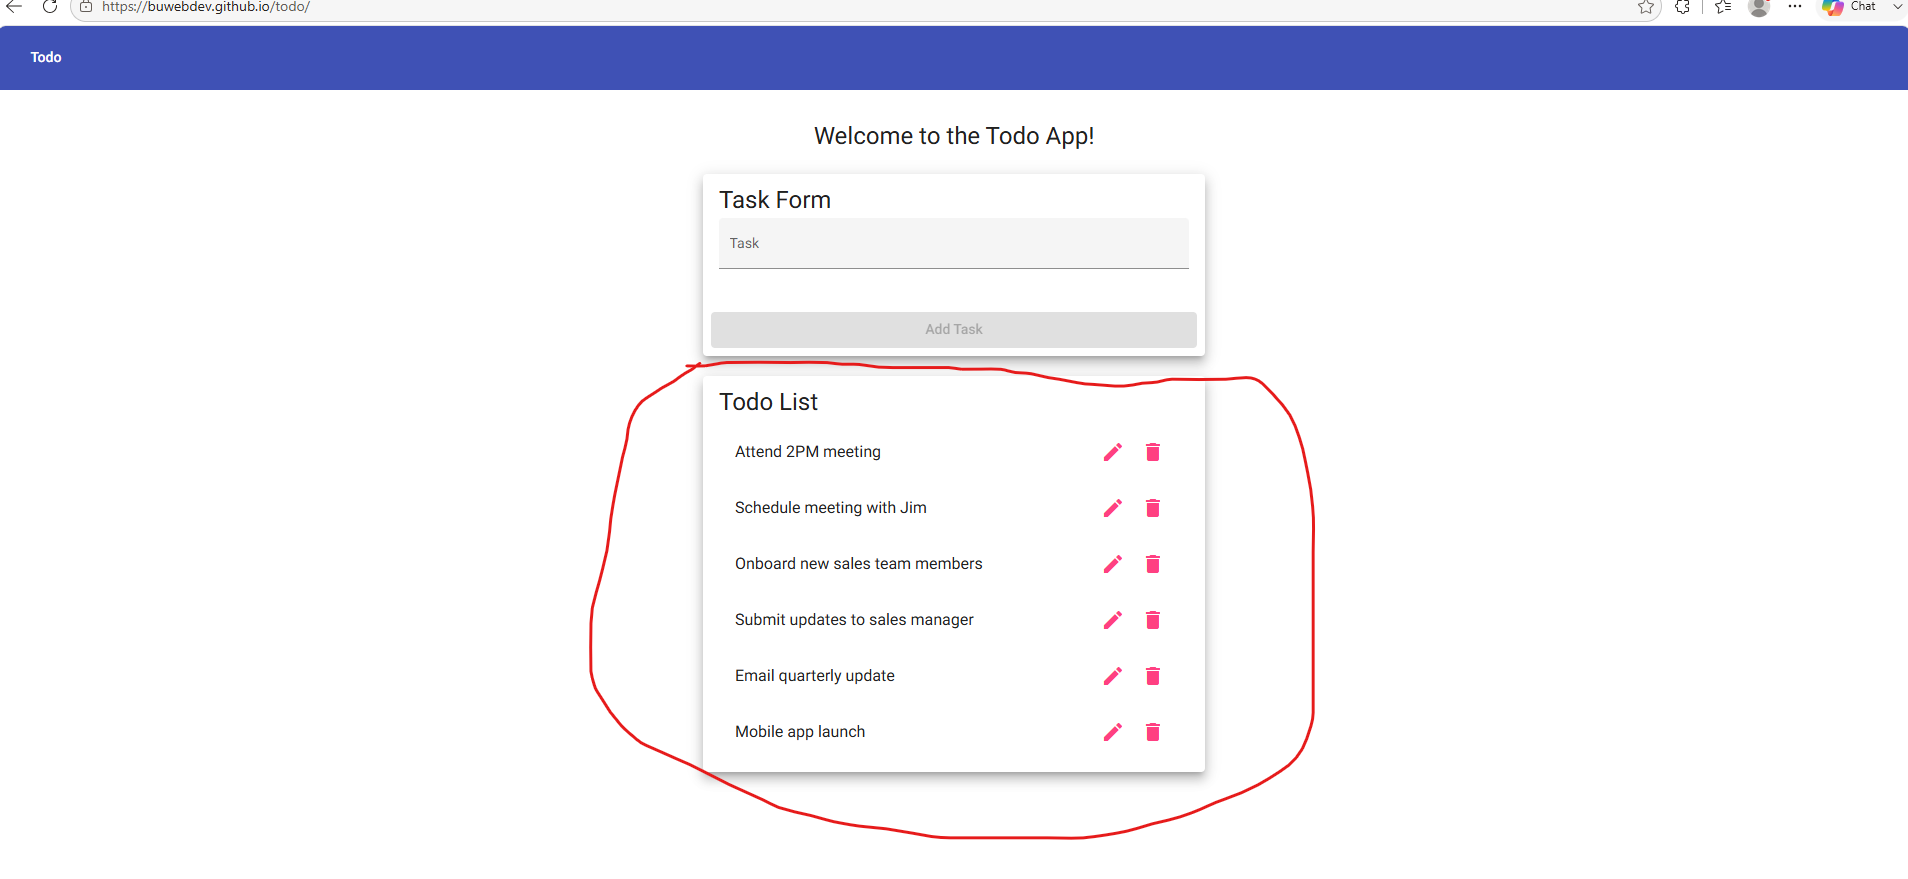 https://buwebdev.github.io/todo/
Chat
Todo
Welcome to the Todo App!
Task Form
Task
Add Task
Todo List
Attend 2PM meeting
Schedule meeting with Jim
Onboard new sales team members
Submit updates to sales manager
Email quarterly update
Mobile app launch